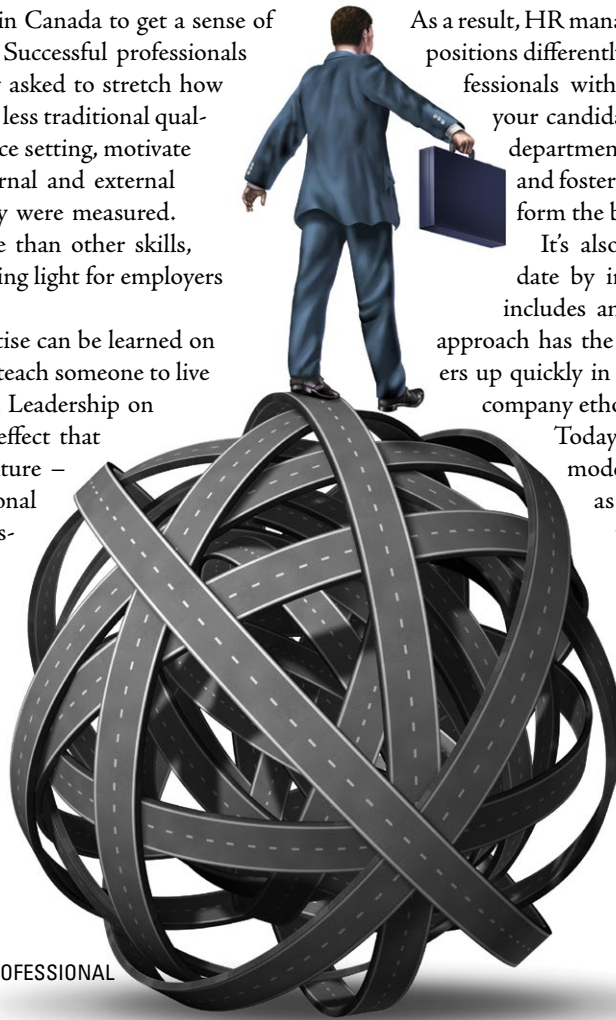 in Canada to get a sense of
Successful professionals
asked to stretch how
less traditional qual-
ce setting, motivate
rnal and external
y were measured.
than other skills,
ing light for employers
tise can be learned on
teach someone to live
Leadership on
effect that
ture –
onal
s-
As a result, HR mana
positions differently
fessionals with
your candida
department
and foster
form the b
It's also
date by in
includes an
approach has the
ers up quickly in
company etho
Today
mode
as
OFESSIONAL